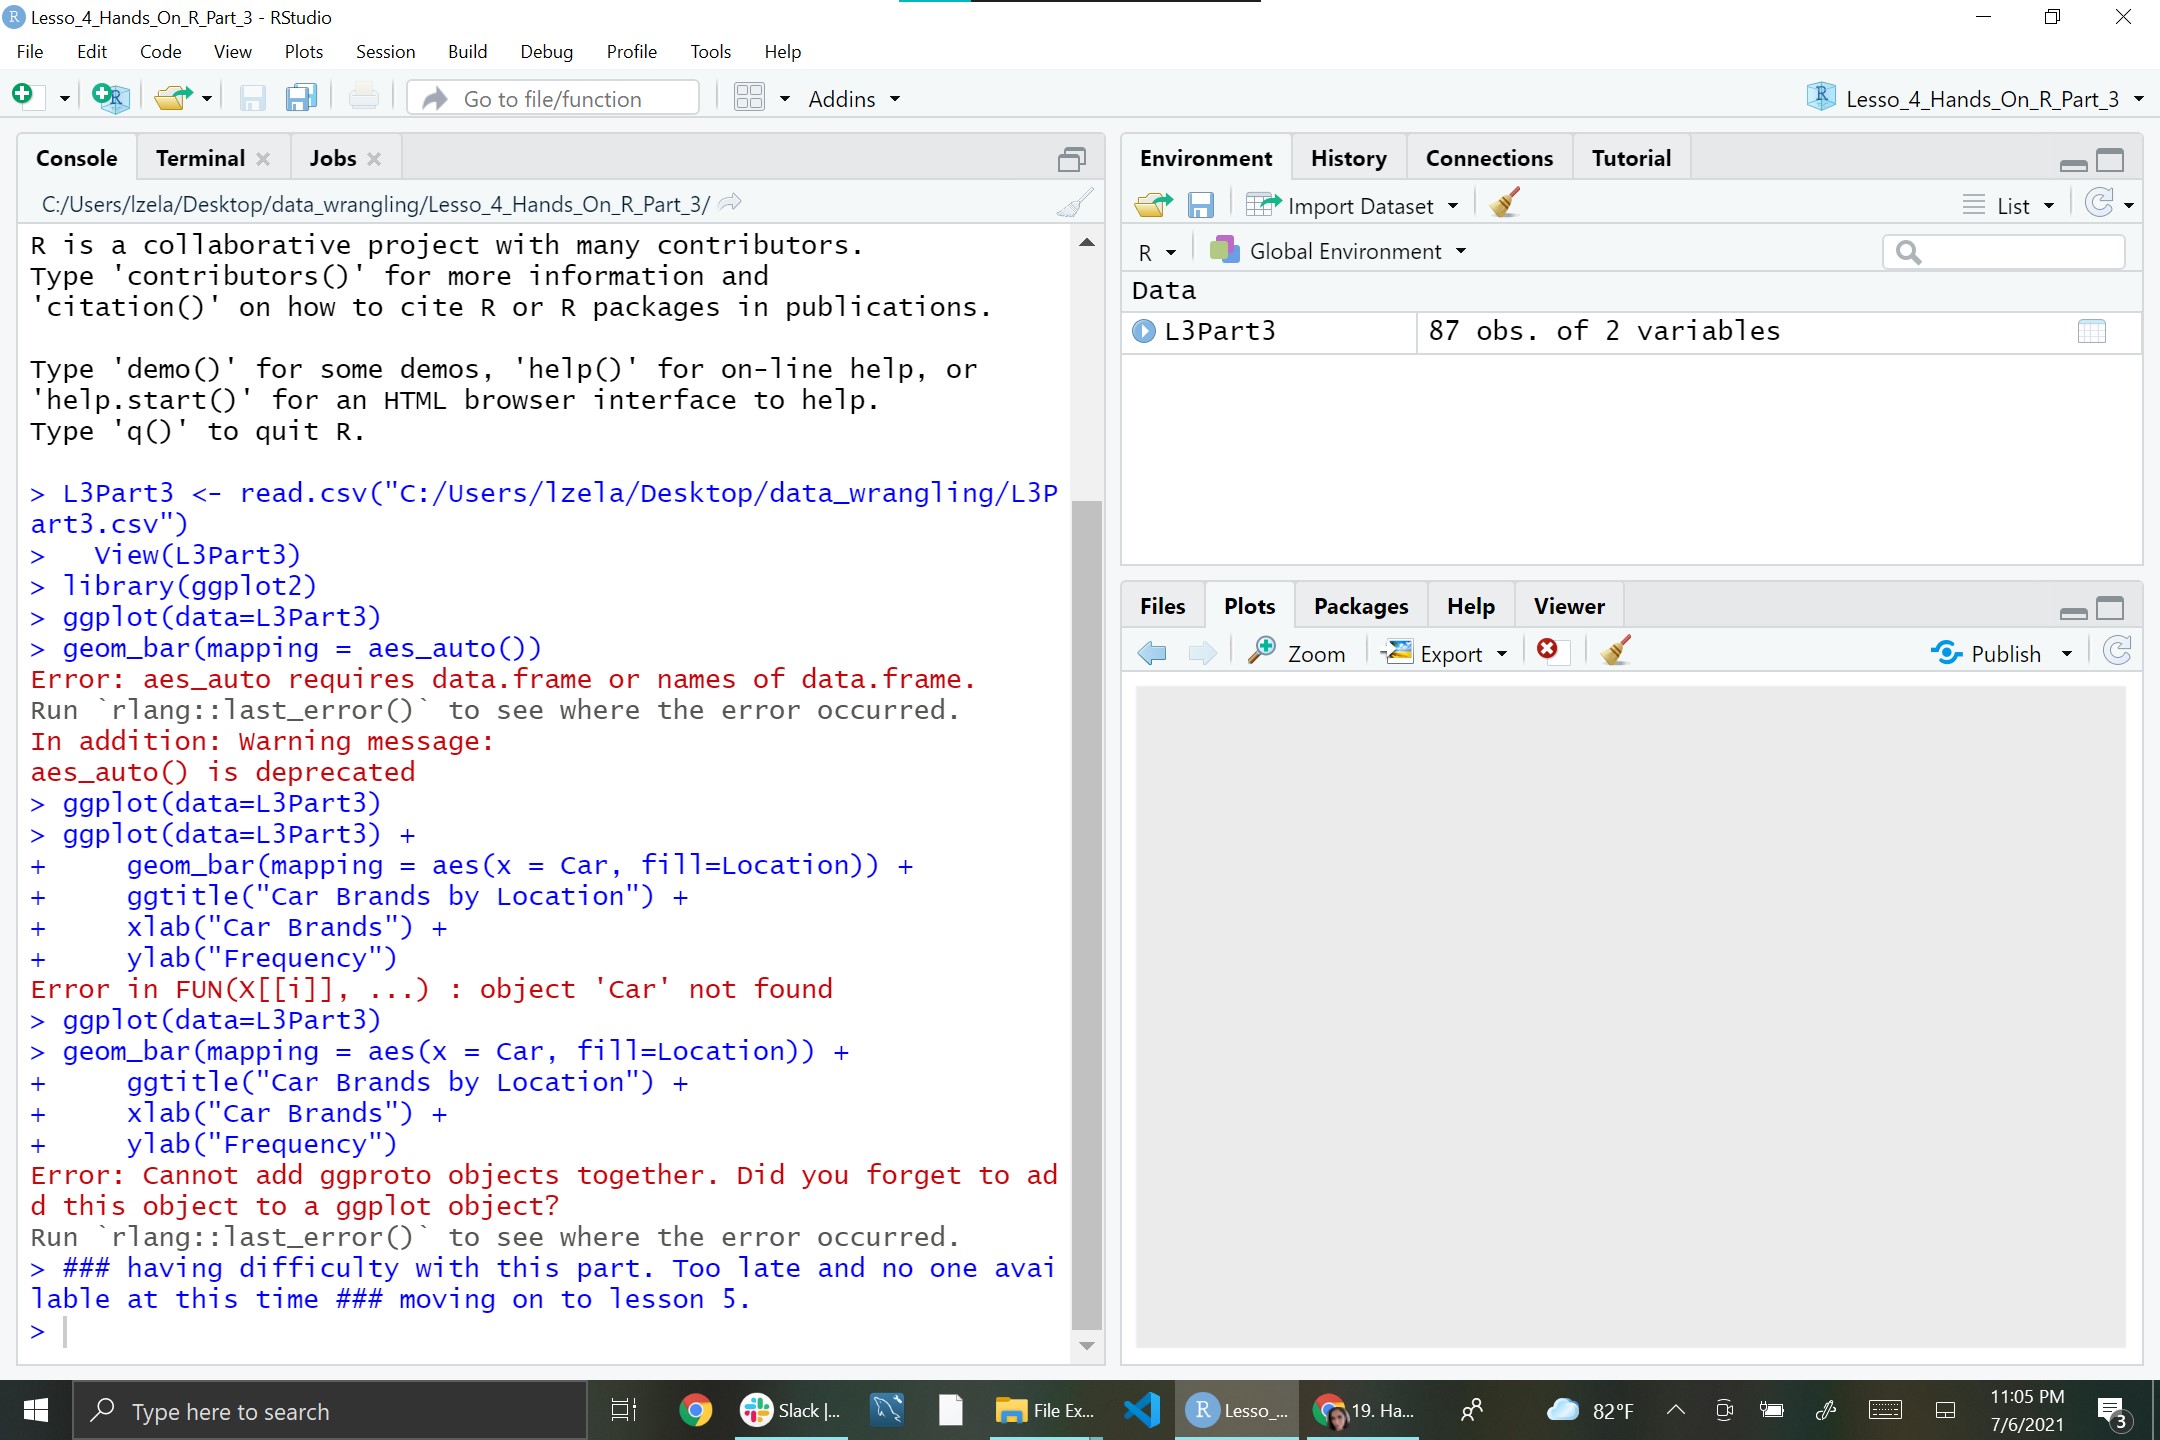 Lesso_4_Hands_On_R_Part_3 - RStudio
File Edit Code View Plots Session Build Debug Profile Tools Help
Go to file/function Addins Lesso_4_Hands_On_R_Part_3
Console Terminal Jobs
C:/Users/lzela/Desktop/data_wrangling/Lesso_4_Hands_On_R_Part_3/
R is a collaborative project with many contributors.
Type 'contributors()' for more information and
'citation()' on how to cite R or R packages in publications.
Type 'demo()' for some demos, 'help()' for on-line help, or
'help.start()' for an HTML browser interface to help.
Type 'q()' to quit R.
> L3Part3 <- read.csv("C:/Users/lzela/Desktop/data_wrangling/L3P
art3.csv")
>   View(L3Part3)
> library(ggplot2)
> ggplot(data=L3Part3)
> geom_bar(mapping = aes_auto())
Error: aes_auto requires data.frame or names of data.frame.
Run `rlang::last_error()` to see where the error occurred.
In addition: Warning message:
aes_auto() is deprecated
> ggplot(data=L3Part3)
> ggplot(data=L3Part3) +
+     geom_bar(mapping = aes(x = Car, fill=Location)) +
+     ggtitle("Car Brands by Location") +
+     xlab("Car Brands") +
+     ylab("Frequency")
Error in FUN(X[[i]], ...) : object 'Car' not found
> ggplot(data=L3Part3)
> geom_bar(mapping = aes(x = Car, fill=Location)) +
+     ggtitle("Car Brands by Location") +
+     xlab("Car Brands") +
+     ylab("Frequency")
Error: Cannot add ggproto objects together. Did you forget to ad
d this object to a ggplot object?
Run `rlang::last_error()` to see where the error occurred.
> ### having difficulty with this part. Too late and no one avai
lable at this time ### moving on to lesson 5.
>
Environment History Connections Tutorial
Import Dataset List
R Global Environment
Data
L3Part3 87 obs. of 2 variables
Files Plots Packages Help Viewer
Zoom Export Publish
Type here to search Slack |... File Ex... R Lesso_... 19. Ha... 82°F 11:05 PM
7/6/2021 3